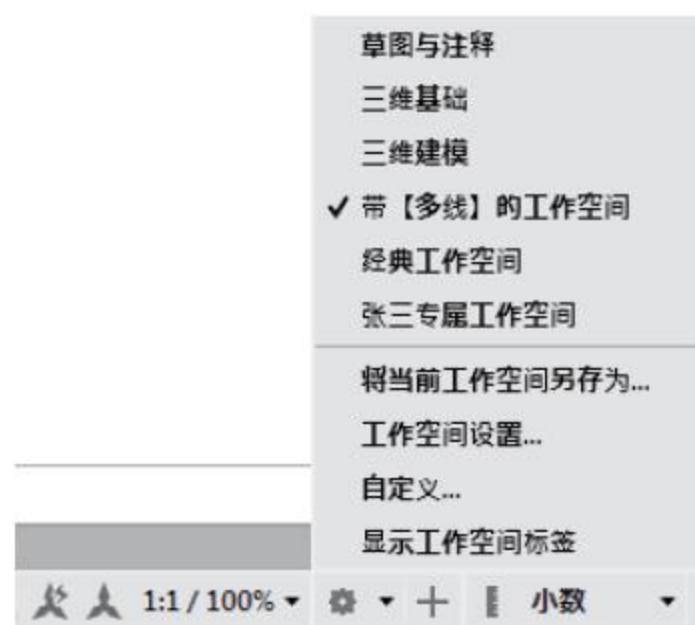 草图与注释
三维基础
三维建模
带【多线】的工作空间
经典工作空间
张三专属工作空间
将当前工作空间另存为...
工作空间设置...
自定义...
显示工作空间标签
1:1 / 100% 小数